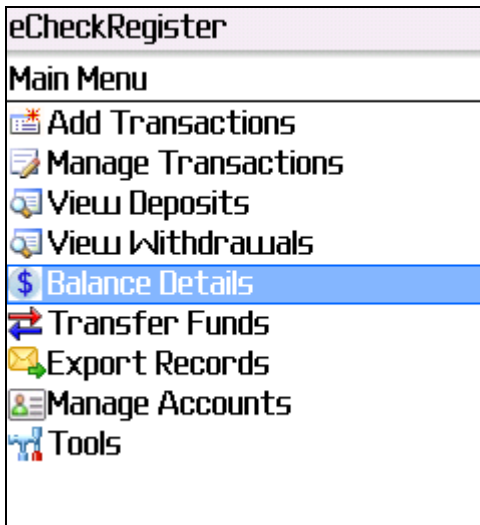 eCheckRegister
Main Menu
Add Transactions
Manage Transactions
View Deposits
View Withdrawals
$ Balance Details
Transfer Funds
Export Records
Manage Accounts
Tools